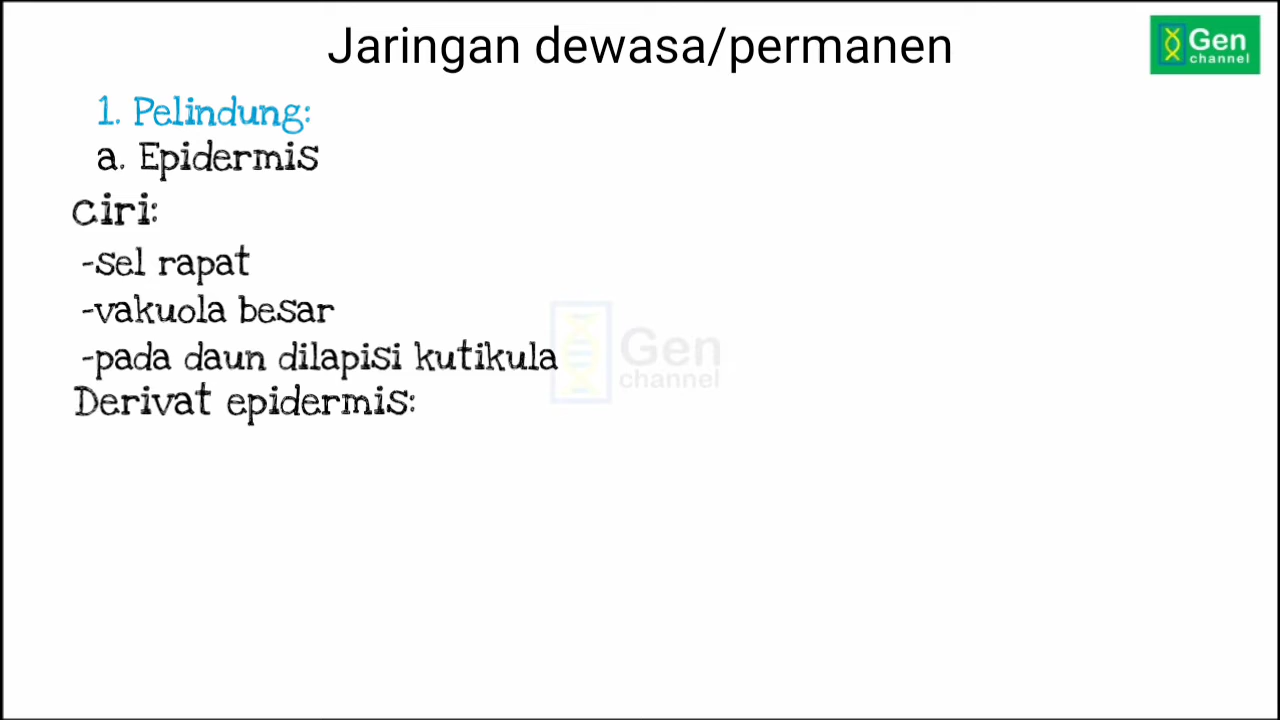 Jaringan dewasa/permanen
Gen
channel
1. Pelindung:
a. Epidermis
Ciri:
-sel rapat
-vakuola besar
-pada daun dilapisi kutikula
Derivat epidermis:
Gen
channel